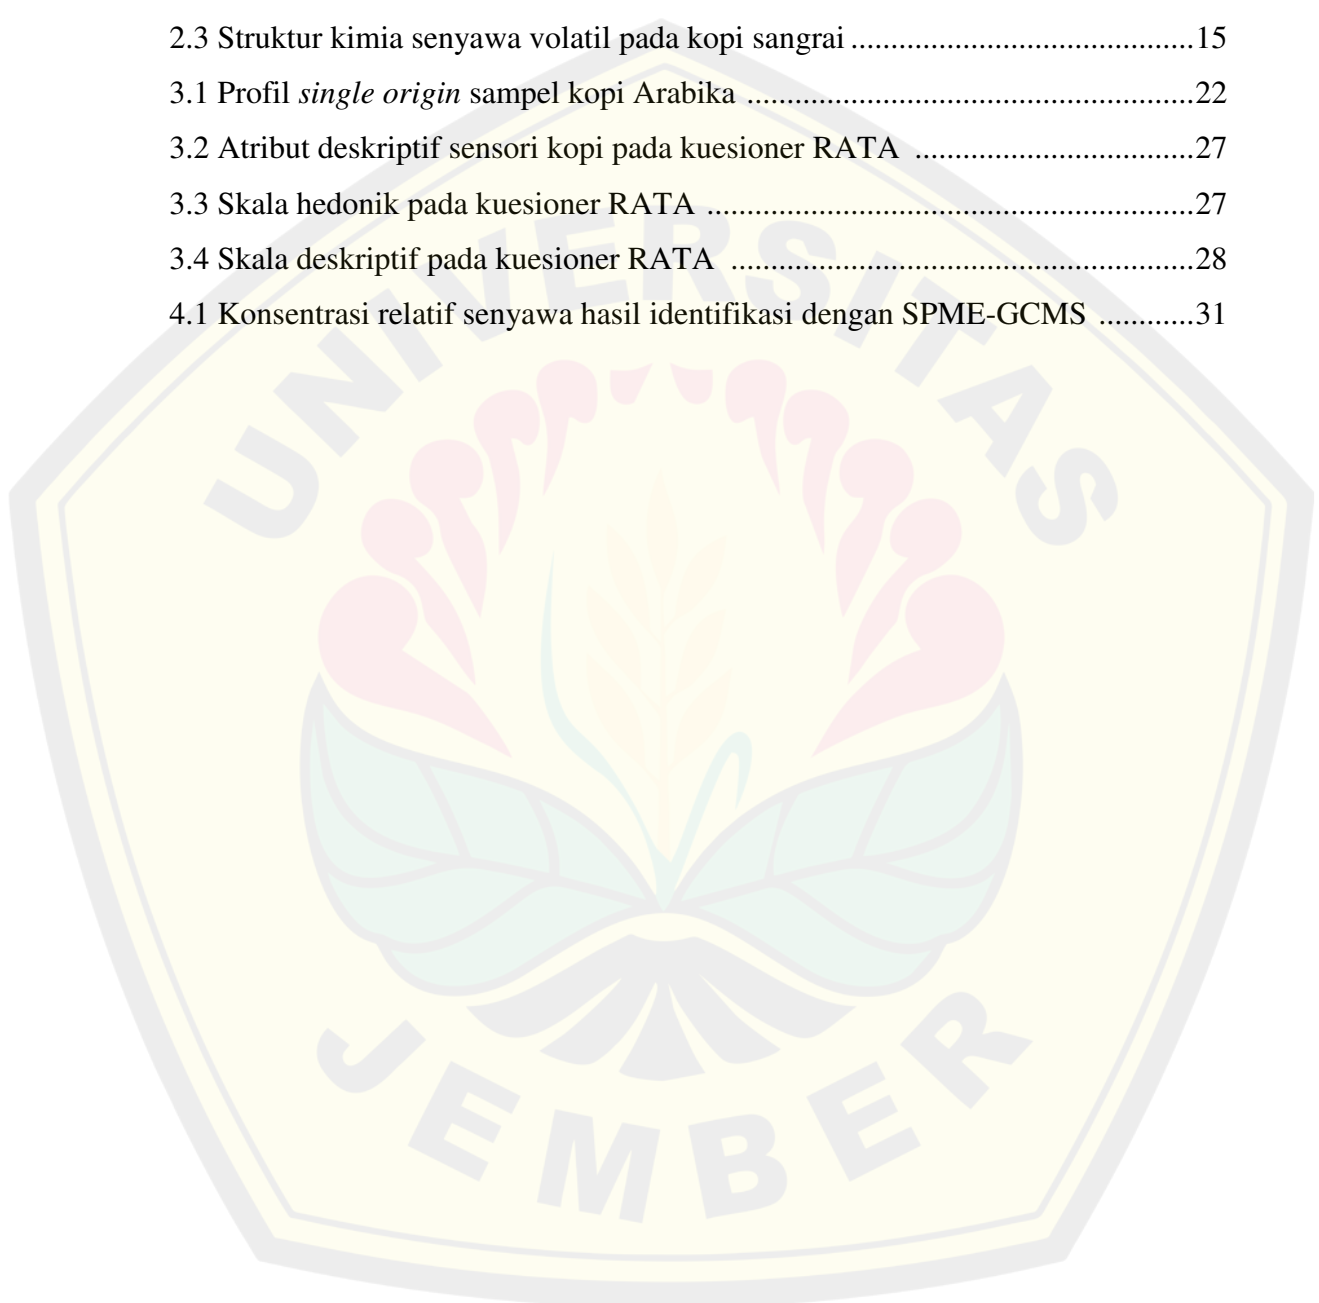 2.3 Struktur kimia senyawa volatil pada kopi sangrai ..........................................15
3.1 Profil single origin sampel kopi Arabika .......................................................22
3.2 Atribut deskriptif sensori kopi pada kuesioner RATA ..................................27
3.3 Skala hedonik pada kuesioner RATA ............................................................27
3.4 Skala deskriptif pada kuesioner RATA .........................................................28
4.1 Konsentrasi relatif senyawa hasil identifikasi dengan SPME-GCMS ............31
UNIVERSITAS
JEMBER